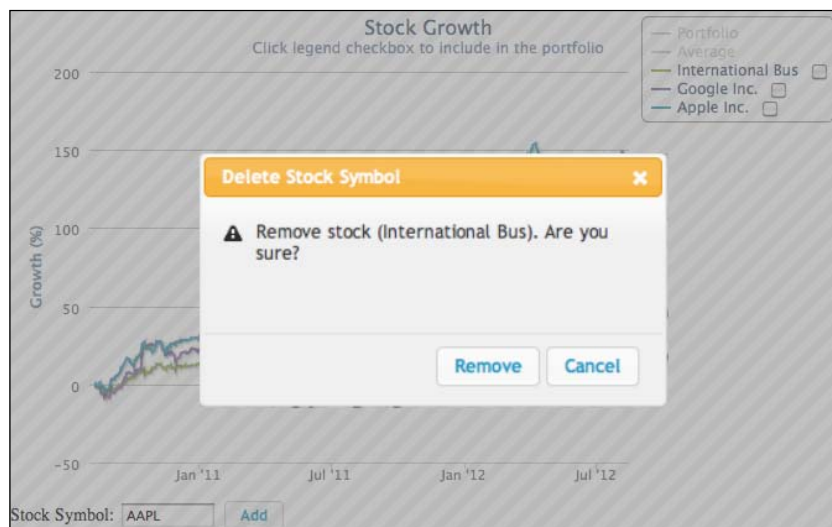 Stock Growth
Click legend checkbox to include in the portfolio
Portfolio
Average
International Bus
Google Inc.
Apple Inc.
200
150
100
50
0
-50
Growth (%)
Delete Stock Symbol
Remove stock (International Bus). Are you
sure?
Remove Cancel
Jan '11 Jul '11 Jan '12 Jul '12
Stock Symbol: AAPL Add